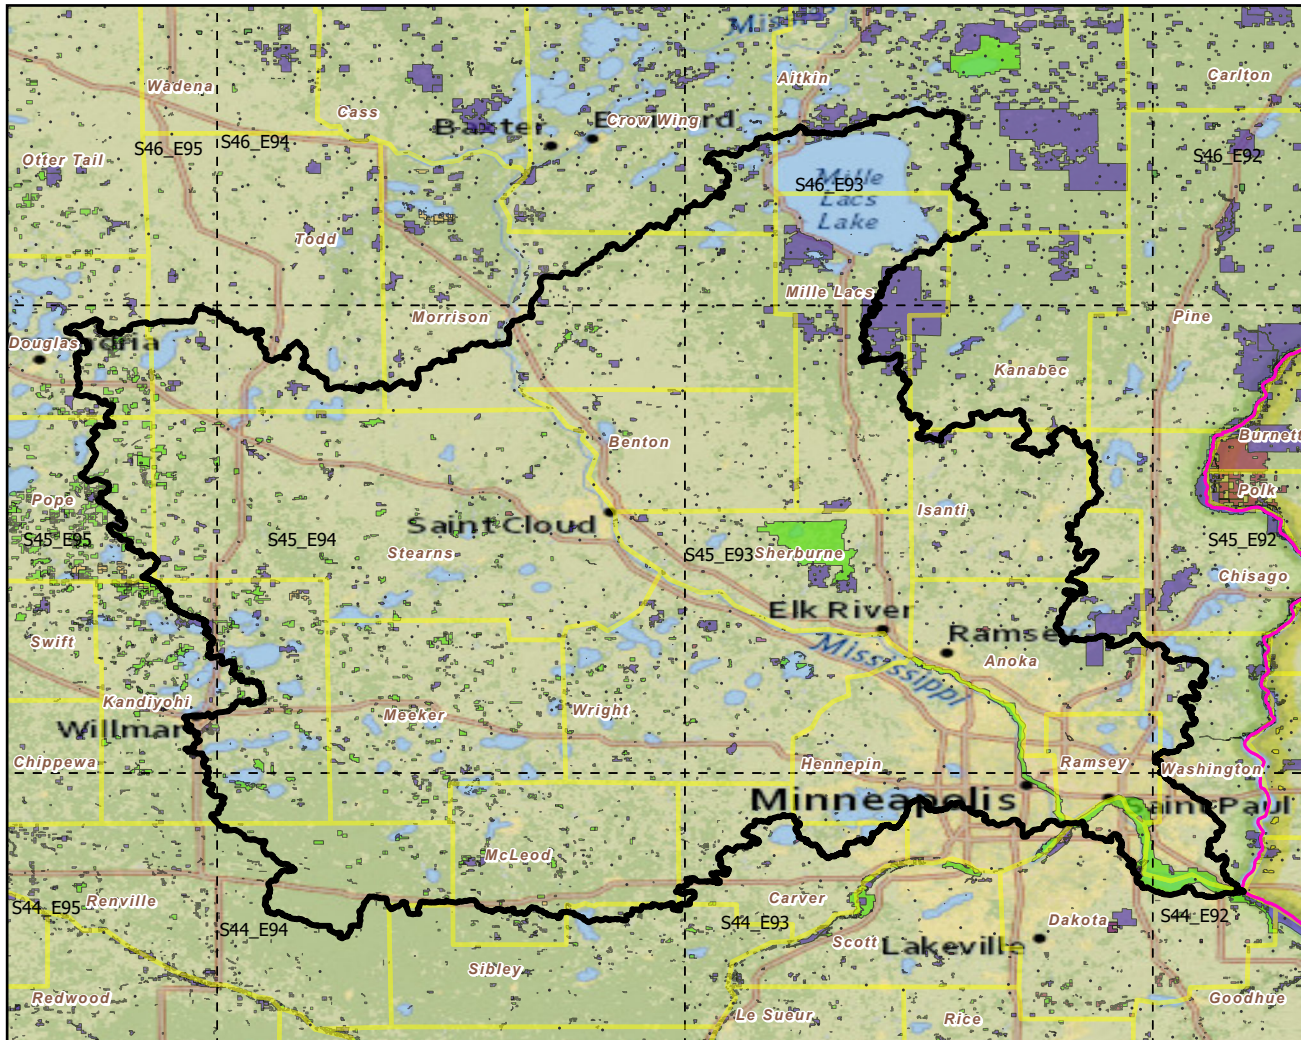 Aitkin
Carlton
Wadena
Cass
Crow Wing
Baxter
Otter Tail
S46_E95
S46_E94
S46_E92
S46_E93
Mille
Lacs
Lake
Todd
Mille Lacs
Morrison
Pine
Douglas
Kanabec
Burnett
Benton
Polk
Pope
Isanti
Saint Cloud
S45_E95
S45_E94
Stearns
S45_E93
Sherburne
S45_E92
Chisago
Elk River
Ramsey
Swift
Mississippi
Anoka
Kandiyohi
Meeker
Wright
Willmar
Chippewa
Hennepin
Ramsey
Washington
Minneapolis
Saint Paul
McLeod
Renville
S44_E95
Carver
S44_E94
S44_E93
S44_E92
Dakota
Scott
Lakeville
Sibley
Redwood
Goodhue
Le Sueur
Rice